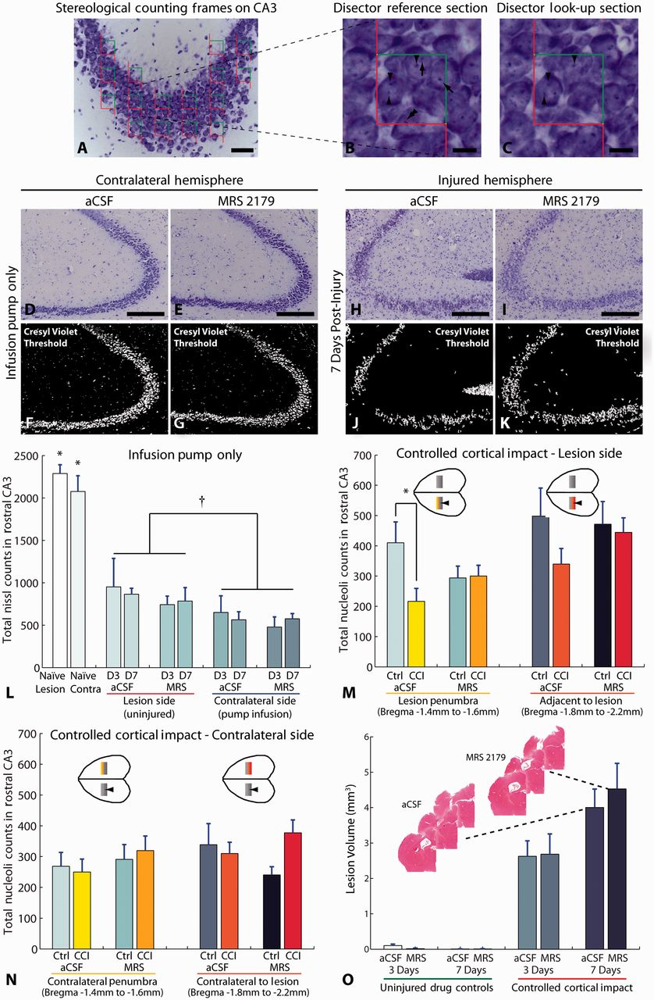 Stereological counting frames on CA3
Disector reference section
Disector look-up section
A
B
C
Contralateral hemisphere
Injured hemisphere
aCSF
MRS 2179
aCSF
MRS 2179
Infusion pump only
7 Days Post-Injury
D
E
H
I
Cresyl Violet
Threshold
Cresyl Violet
Threshold
Cresyl Violet
Threshold
Cresyl Violet
Threshold
F
G
J
K
Infusion pump only
Total nissl counts in rostral CA3
2500
2000
1500
1000
500
0
*
*
†
Naïve
Lesion
Naïve
Contra
D3 D7
aCSF
D3 D7
MRS
D3 D7
aCSF
D3 D7
MRS
Lesion side
(uninjured)
Contralateral side
(pump infusion)
L
Controlled cortical impact - Lesion side
Total nucleoli counts in rostral CA3
700
600
500
400
300
200
100
0
*
Ctrl CCI
aCSF
Ctrl CCI
MRS
Ctrl CCI
aCSF
Ctrl CCI
MRS
Lesion penumbra
(Bregma -1.4mm to -1.6mm)
Adjacent to lesion
(Bregma -1.8mm to -2.2mm)
M
Controlled cortical impact - Contralateral side
Total nucleoli counts in rostral CA3
700
600
500
400
300
200
100
0
Ctrl CCI
aCSF
Ctrl CCI
MRS
Ctrl CCI
aCSF
Ctrl CCI
MRS
Contralateral penumbra
(Bregma -1.4mm to -1.6mm)
Contralateral to lesion
(Bregma -1.8mm to -2.2mm)
N
Lesion volume (mm³)
6
5
4
3
2
1
0
MRS 2179
aCSF
aCSF MRS
3 Days
aCSF MRS
7 Days
aCSF MRS
3 Days
aCSF MRS
7 Days
Uninjured drug controls
Controlled cortical impact
O